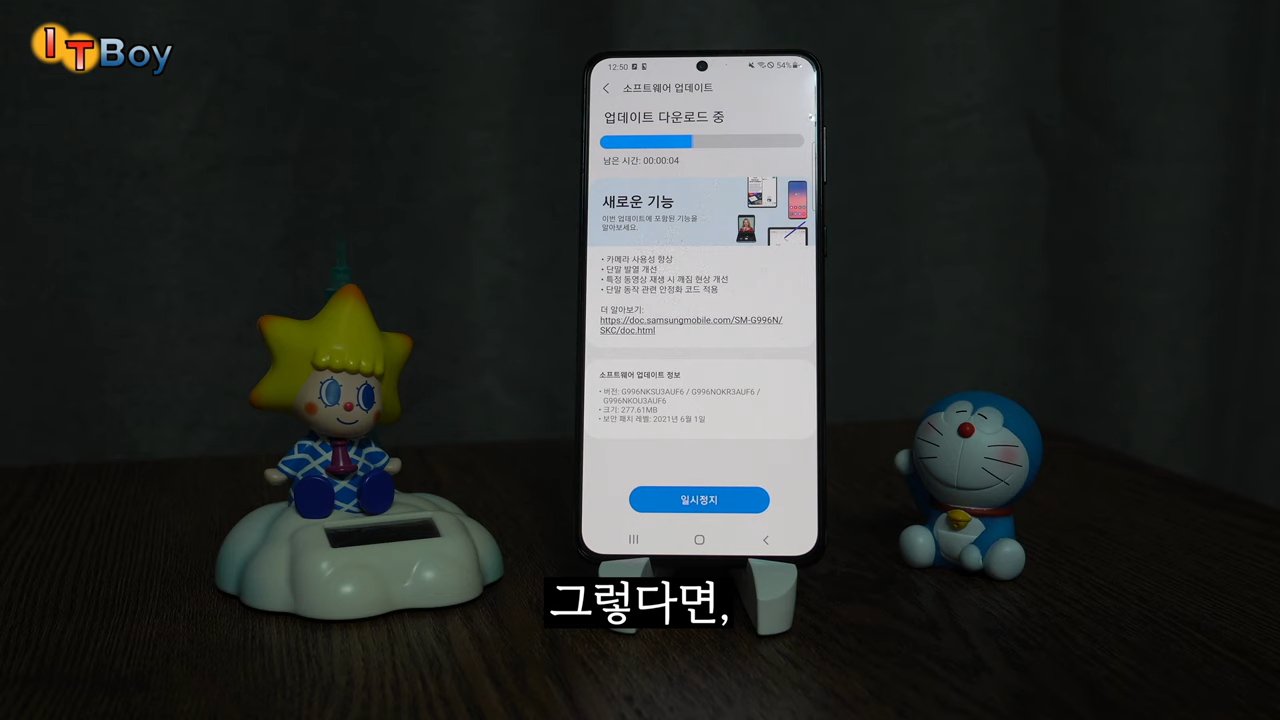 ITBoy
12:50
54%
소프트웨어 업데이트
업데이트 다운로드 중
남은 시간: 00:00:04
새로운 기능
이번 업데이트에 포함된 기능을
알아보세요.
• 카메라 사용성 향상
• 단말 발열 개선
• 특정 동영상 재생 시 깨짐 현상 개선
• 단말 동작 관련 안정화 코드 적용
더 알아보기:
https://doc.samsungmobile.com/SM-G996N/
SKC/doc.html
소프트웨어 업데이트 정보
• 버전: G996NKSU3AUF6 / G996NOKR3AUF6 /
G996NKOU3AUF6
• 크기: 277.61MB
• 보안 패치 레벨: 2021년 6월 1일
일시정지
그렇다면,